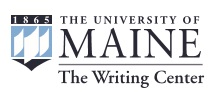 1865 THE UNIVERSITY OF
MAINE
The Writing Center